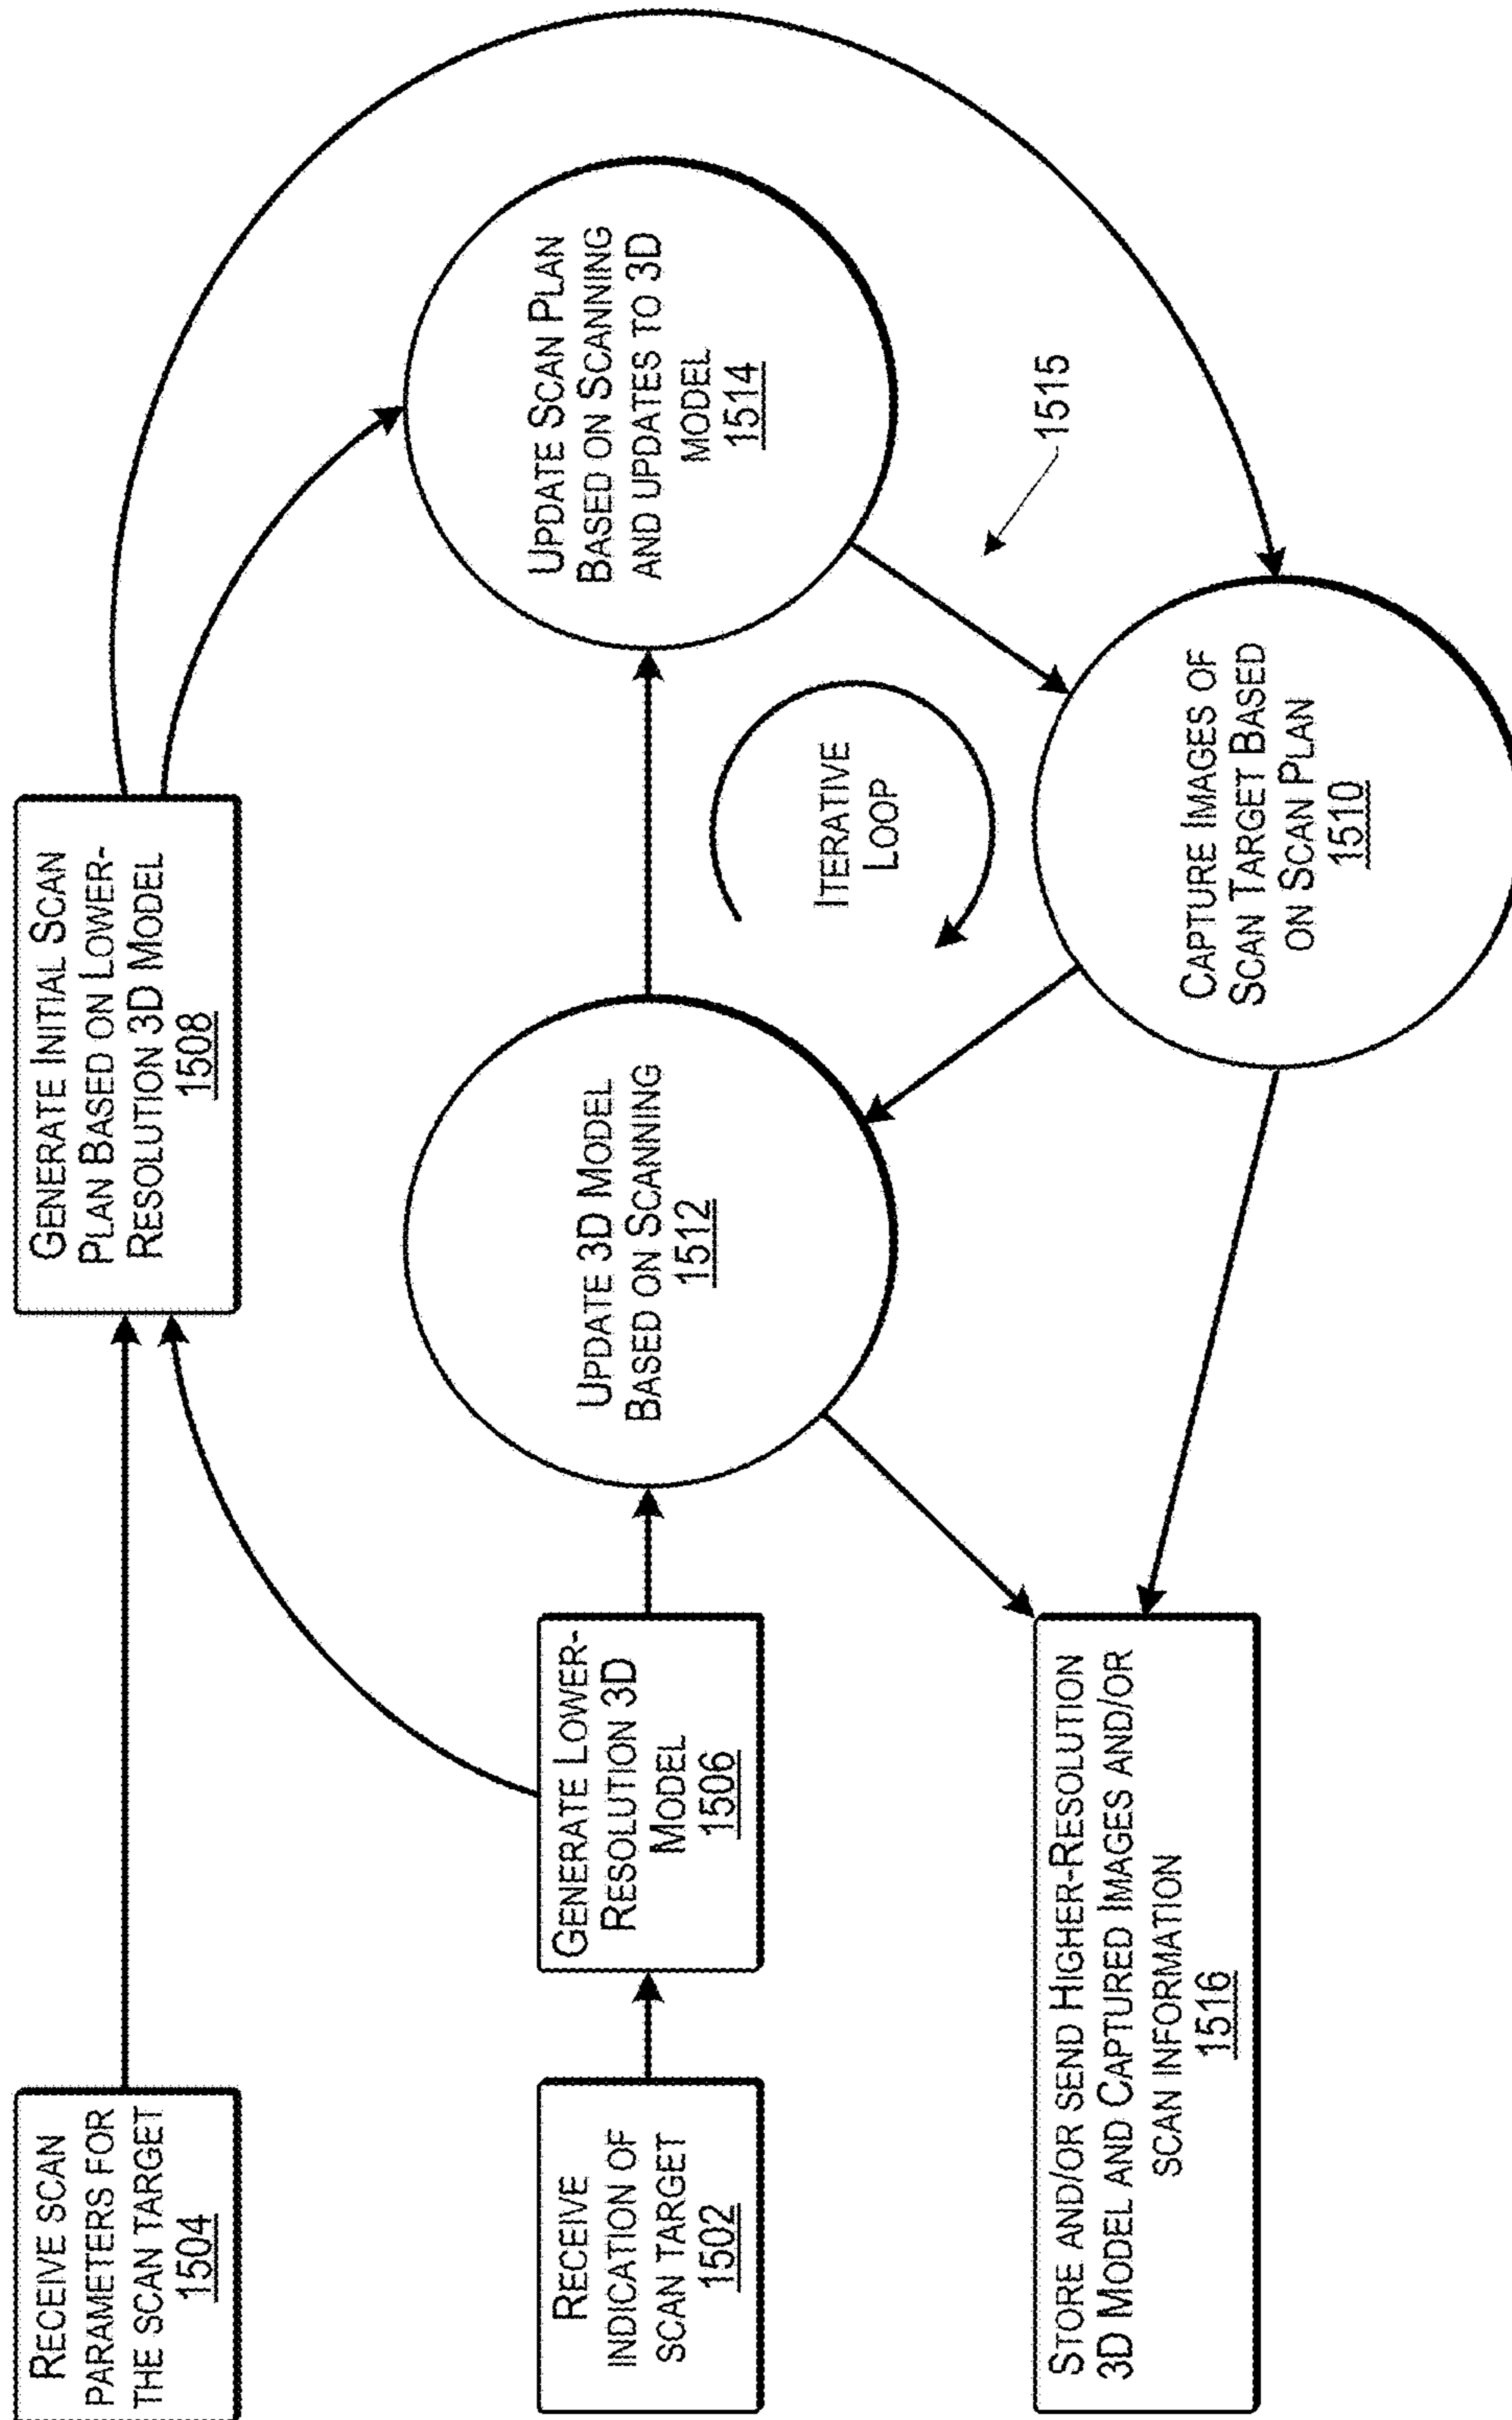 RECEIVE SCAN
PARAMETERS FOR
THE SCAN TARGET
1504
GENERATE INITIAL SCAN
PLAN BASED ON LOWER-
RESOLUTION 3D MODEL
1508
RECEIVE
INDICATION OF
SCAN TARGET
1502
GENERATE LOWER-
RESOLUTION 3D
MODEL
1506
UPDATE 3D MODEL
BASED ON SCANNING
1512
UPDATE SCAN PLAN
BASED ON SCANNING
AND UPDATES TO 3D
MODEL
1514
ITERATIVE
LOOP
1515
STORE AND/OR SEND HIGHER-RESOLUTION
3D MODEL AND CAPTURED IMAGES AND/OR
SCAN INFORMATION
1516
CAPTURE IMAGES OF
SCAN TARGET BASED
ON SCAN PLAN
1510